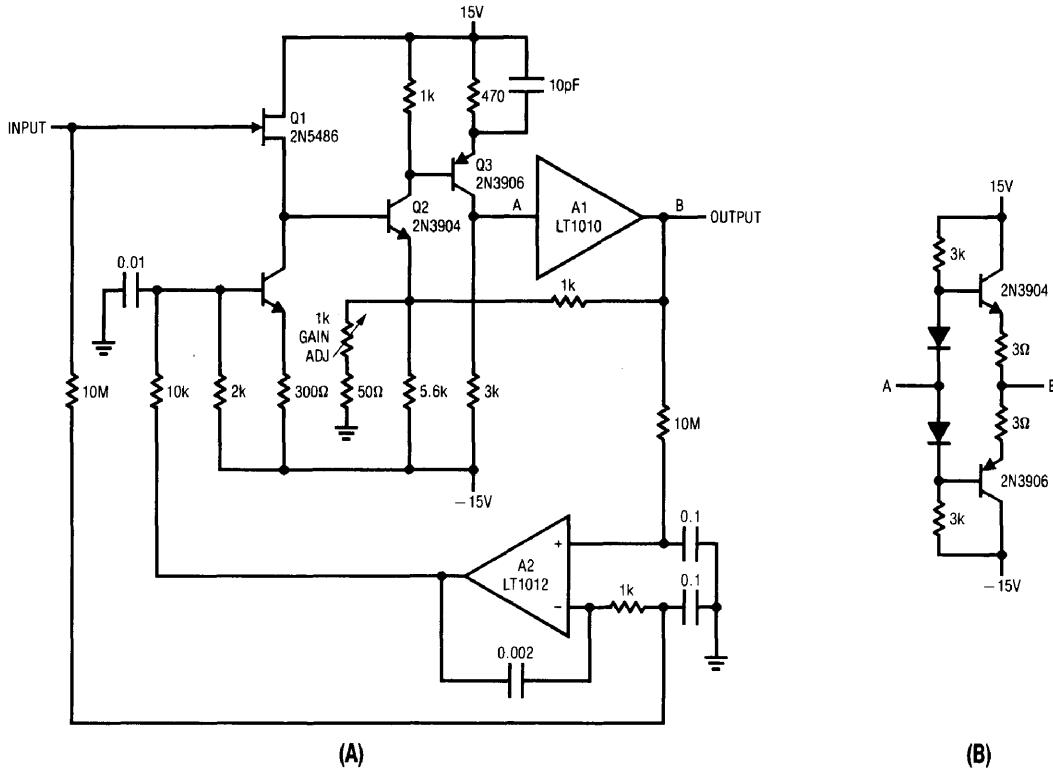 15V
1k
470
10pF
INPUT
Q1
2N5486
Q3
2N3906
A
A1
LT1010
B
OUTPUT
Q2
2N3904
0.01
1k
GAIN
ADJ
1k
10M
10k
2k
300Ω
50Ω
5.6k
3k
10M
−15V
+
A2
LT1012
−
0.1
0.1
1k
0.002
(A)
15V
3k
2N3904
3Ω
A
B
3Ω
2N3906
3k
−15V
(B)